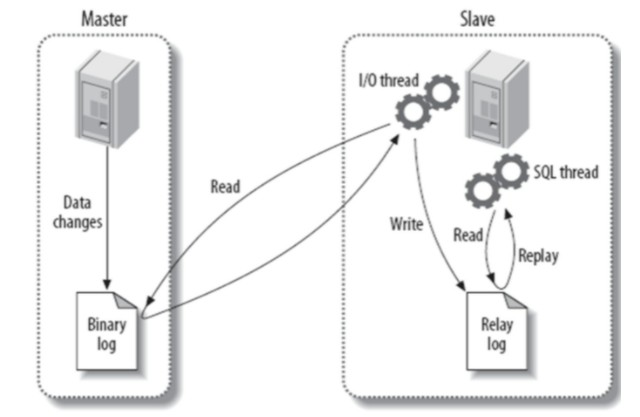 Master
Slave
I/O thread
SQL thread
Read
Data
changes
Write
Read
Replay
Binary
log
Relay
log